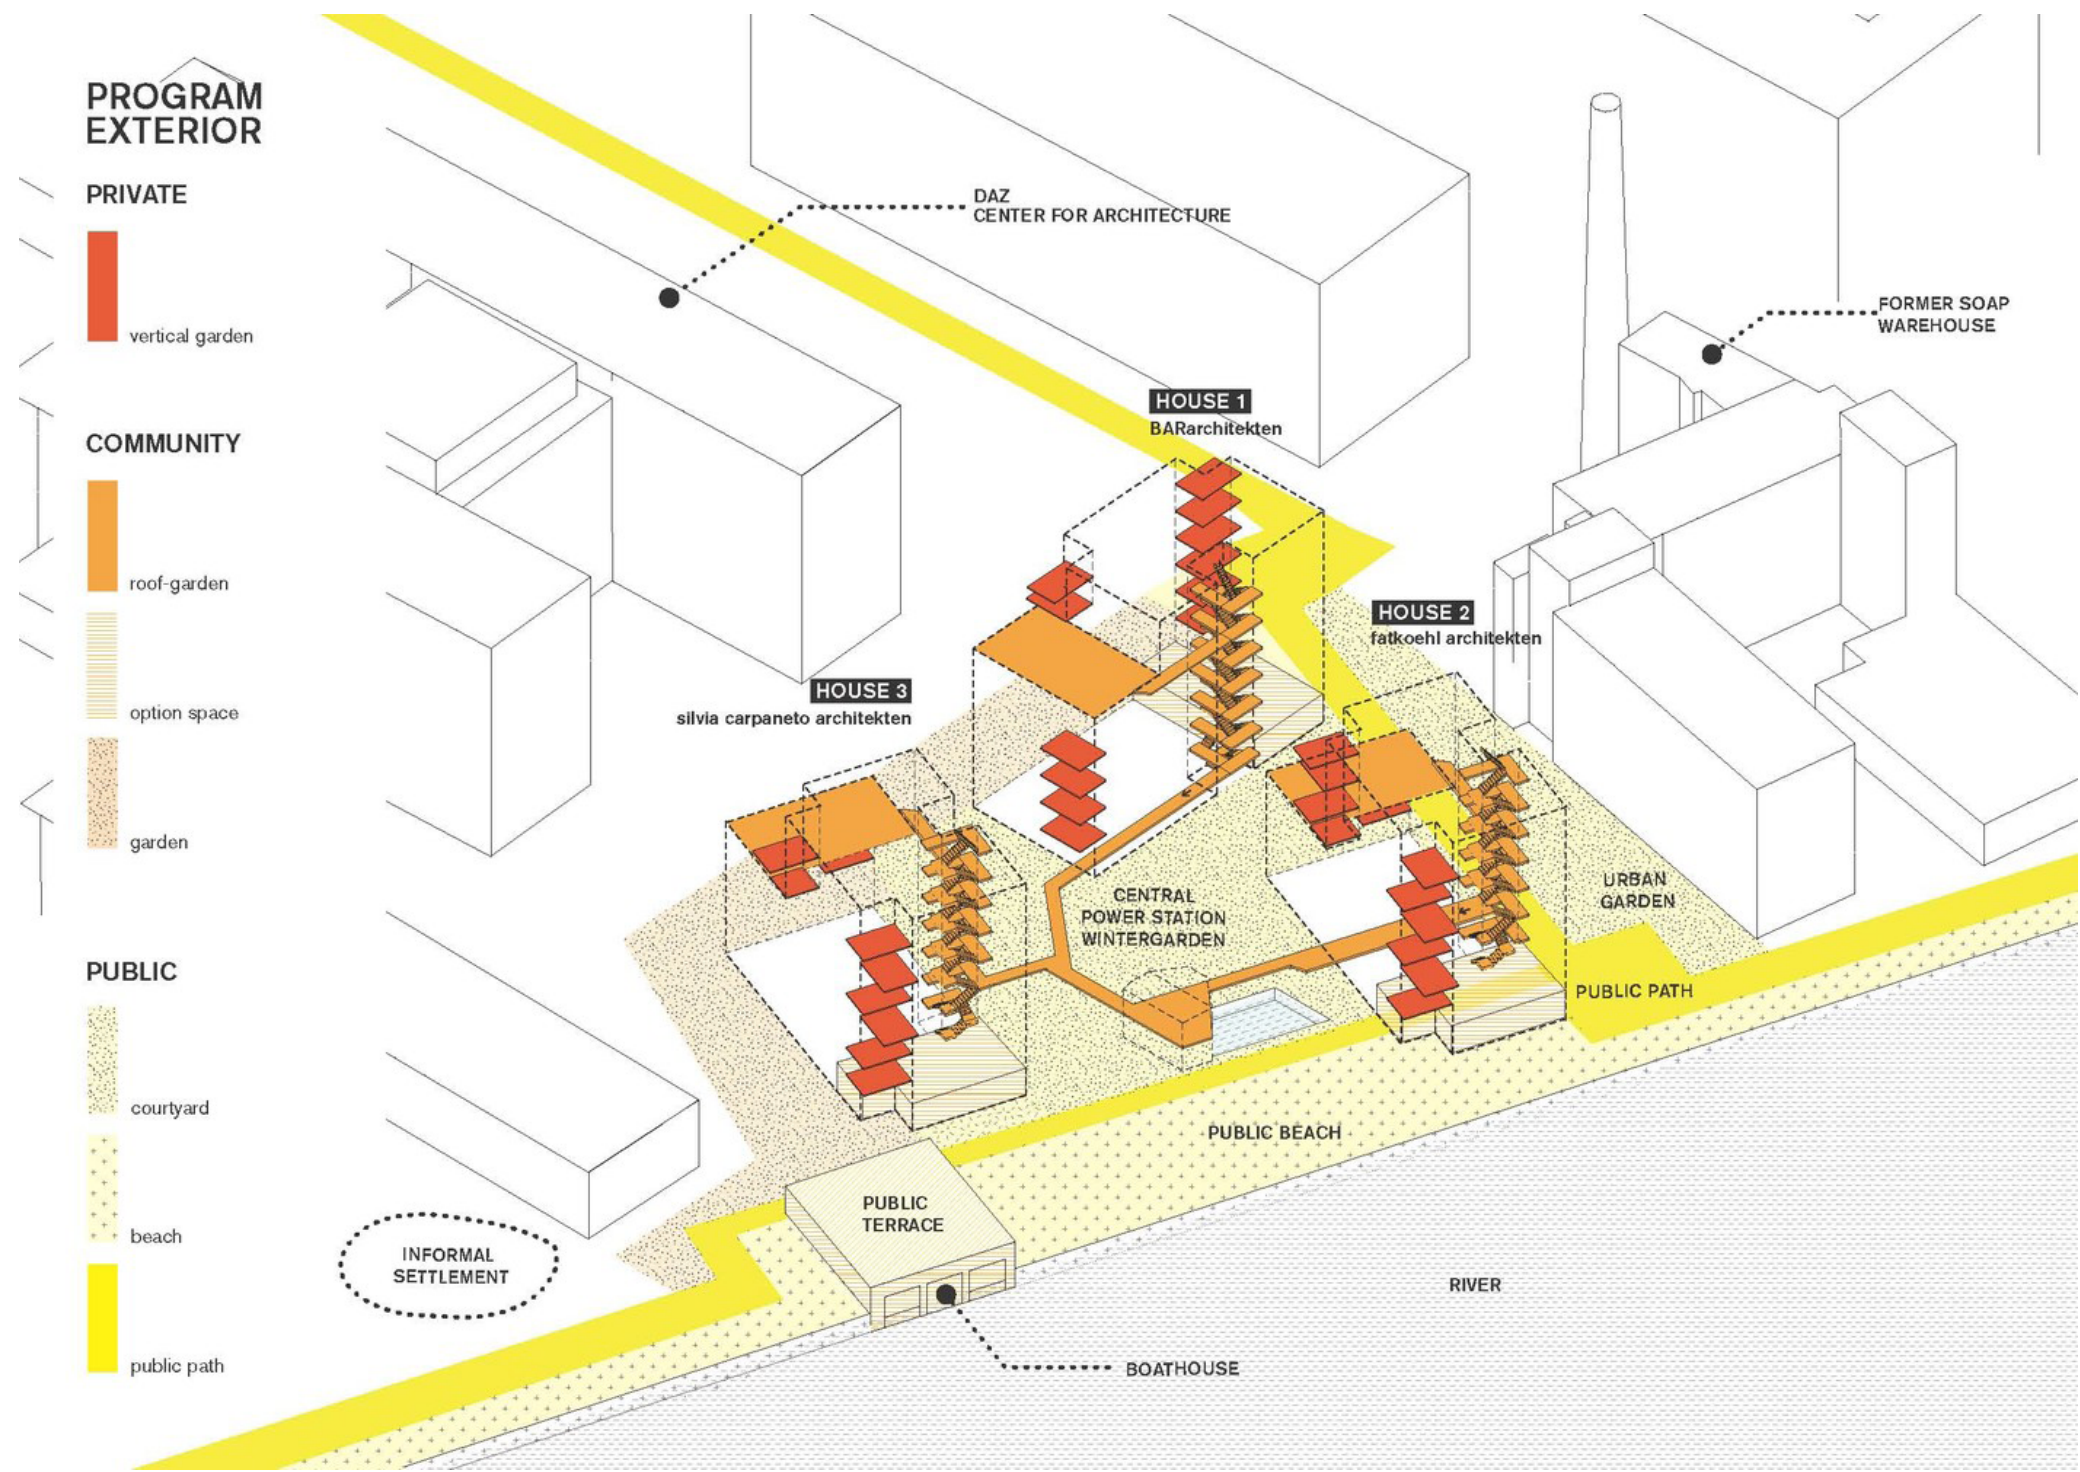 PROGRAM
EXTERIOR
PRIVATE
vertical garden
COMMUNITY
roof-garden
option space
garden
PUBLIC
courtyard
beach
public path
DAZ
CENTER FOR ARCHITECTURE
FORMER SOAP
WAREHOUSE
HOUSE 1
BARarchitekten
HOUSE 2
fatkoehl architekten
HOUSE 3
silvia carpaneto architekten
CENTRAL
POWER STATION
WINTERGARDEN
URBAN
GARDEN
PUBLIC PATH
PUBLIC BEACH
PUBLIC
TERRACE
INFORMAL
SETTLEMENT
RIVER
BOATHOUSE